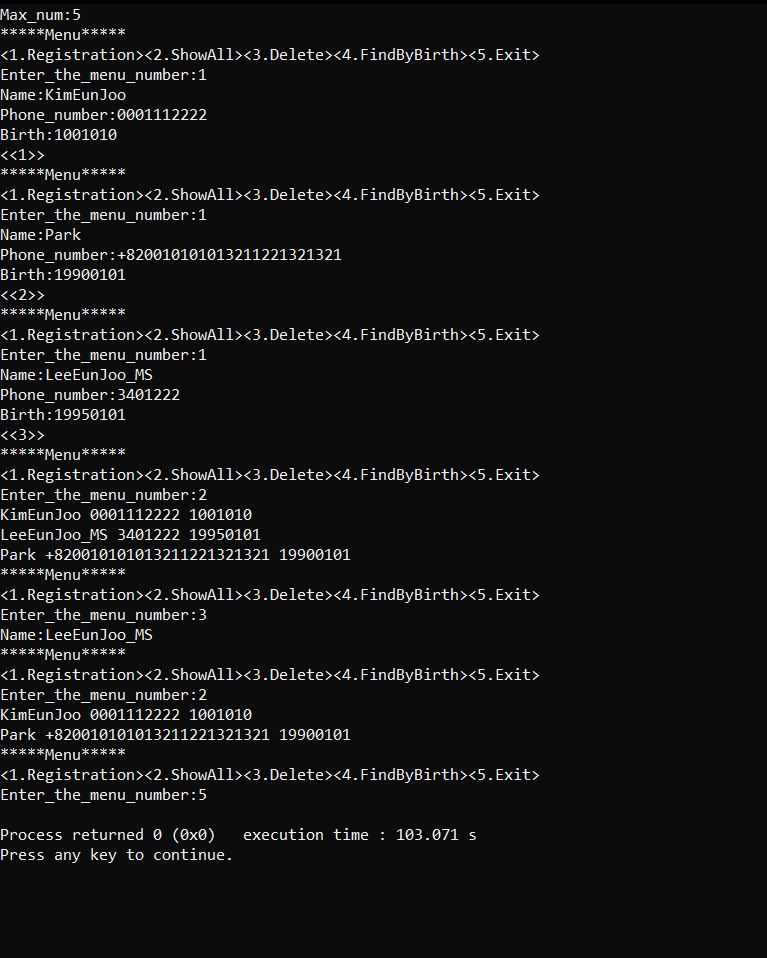 Max_num:5
*****Menu*****
<1.Registration><2.ShowAll><3.Delete><4.FindByBirth><5.Exit>
Enter_the_menu_number:1
Name:KimEunJoo
Phone_number:0001112222
Birth:1001010
<<1>>
*****Menu*****
<1.Registration><2.ShowAll><3.Delete><4.FindByBirth><5.Exit>
Enter_the_menu_number:1
Name:Park
Phone_number:+820010101013211221321321
Birth:19900101
<<2>>
*****Menu*****
<1.Registration><2.ShowAll><3.Delete><4.FindByBirth><5.Exit>
Enter_the_menu_number:1
Name:LeeEunJoo_MS
Phone_number:3401222
Birth:19950101
<<3>>
*****Menu*****
<1.Registration><2.ShowAll><3.Delete><4.FindByBirth><5.Exit>
Enter_the_menu_number:2
KimEunJoo 0001112222 1001010
LeeEunJoo_MS 3401222 19950101
Park +820010101013211221321321 19900101
*****Menu*****
<1.Registration><2.ShowAll><3.Delete><4.FindByBirth><5.Exit>
Enter_the_menu_number:3
Name:LeeEunJoo_MS
*****Menu*****
<1.Registration><2.ShowAll><3.Delete><4.FindByBirth><5.Exit>
Enter_the_menu_number:2
KimEunJoo 0001112222 1001010
Park +820010101013211221321321 19900101
*****Menu*****
<1.Registration><2.ShowAll><3.Delete><4.FindByBirth><5.Exit>
Enter_the_menu_number:5
Process returned 0 (0x0)   execution time : 103.071 s
Press any key to continue.